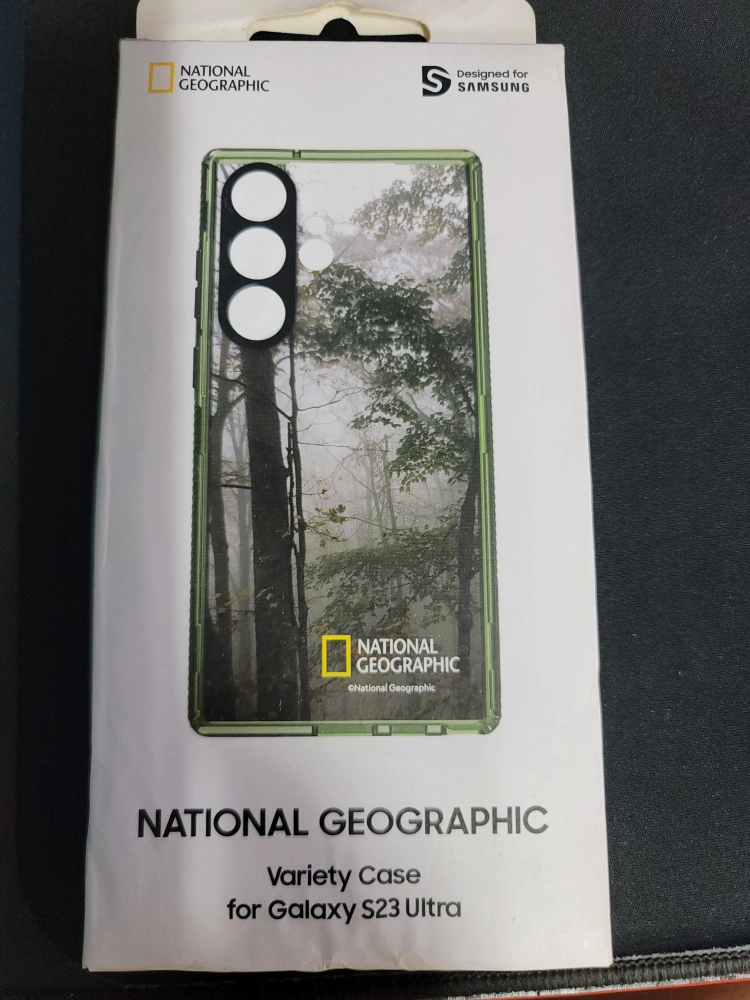 NATIONAL
GEOGRAPHIC
Designed for
SAMSUNG
NATIONAL
GEOGRAPHIC
©National Geographic
NATIONAL GEOGRAPHIC
Variety Case
for Galaxy S23 Ultra